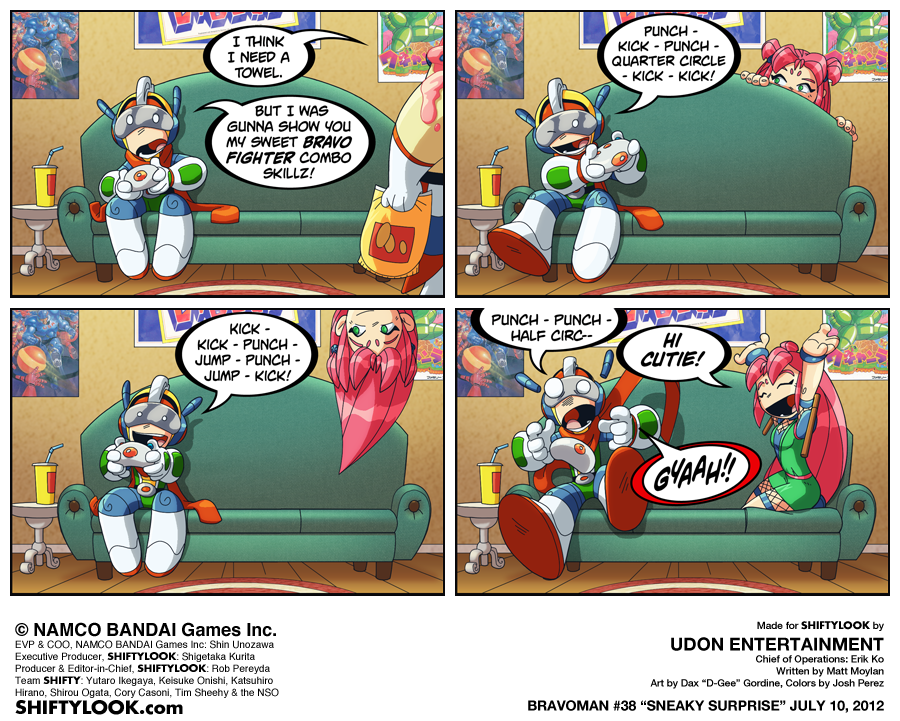 I THINK
I NEED A
TOWEL.
BUT I WAS
GUNNA SHOW YOU
MY SWEET BRAVO
FIGHTER COMBO
SKILLZ!
PUNCH -
KICK - PUNCH -
QUARTER CIRCLE
- KICK - KICK!
KICK -
KICK - PUNCH -
JUMP - PUNCH -
JUMP - KICK!
PUNCH - PUNCH -
HALF CIRC--
HI
CUTIE!
GYAAH!!
© NAMCO BANDAI Games Inc.
EVP & COO, NAMCO BANDAI Games Inc: Shin Unozawa
Executive Producer, SHIFTYLOOK: Shigetaka Kurita
Producer & Editor-in-Chief, SHIFTYLOOK: Rob Pereyda
Team SHIFTY: Yutaro Ikegaya, Keisuke Onishi, Katsuhiro
Hirano, Shirou Ogata, Cory Casoni, Tim Sheehy & the NSO
SHIFTYLOOK.com
Made for SHIFTYLOOK by
UDON ENTERTAINMENT
Chief of Operations: Erik Ko
Written by Matt Moylan
Art by Dax "D-Gee" Gordine, Colors by Josh Perez
BRAVOMAN #38 "SNEAKY SURPRISE" JULY 10, 2012